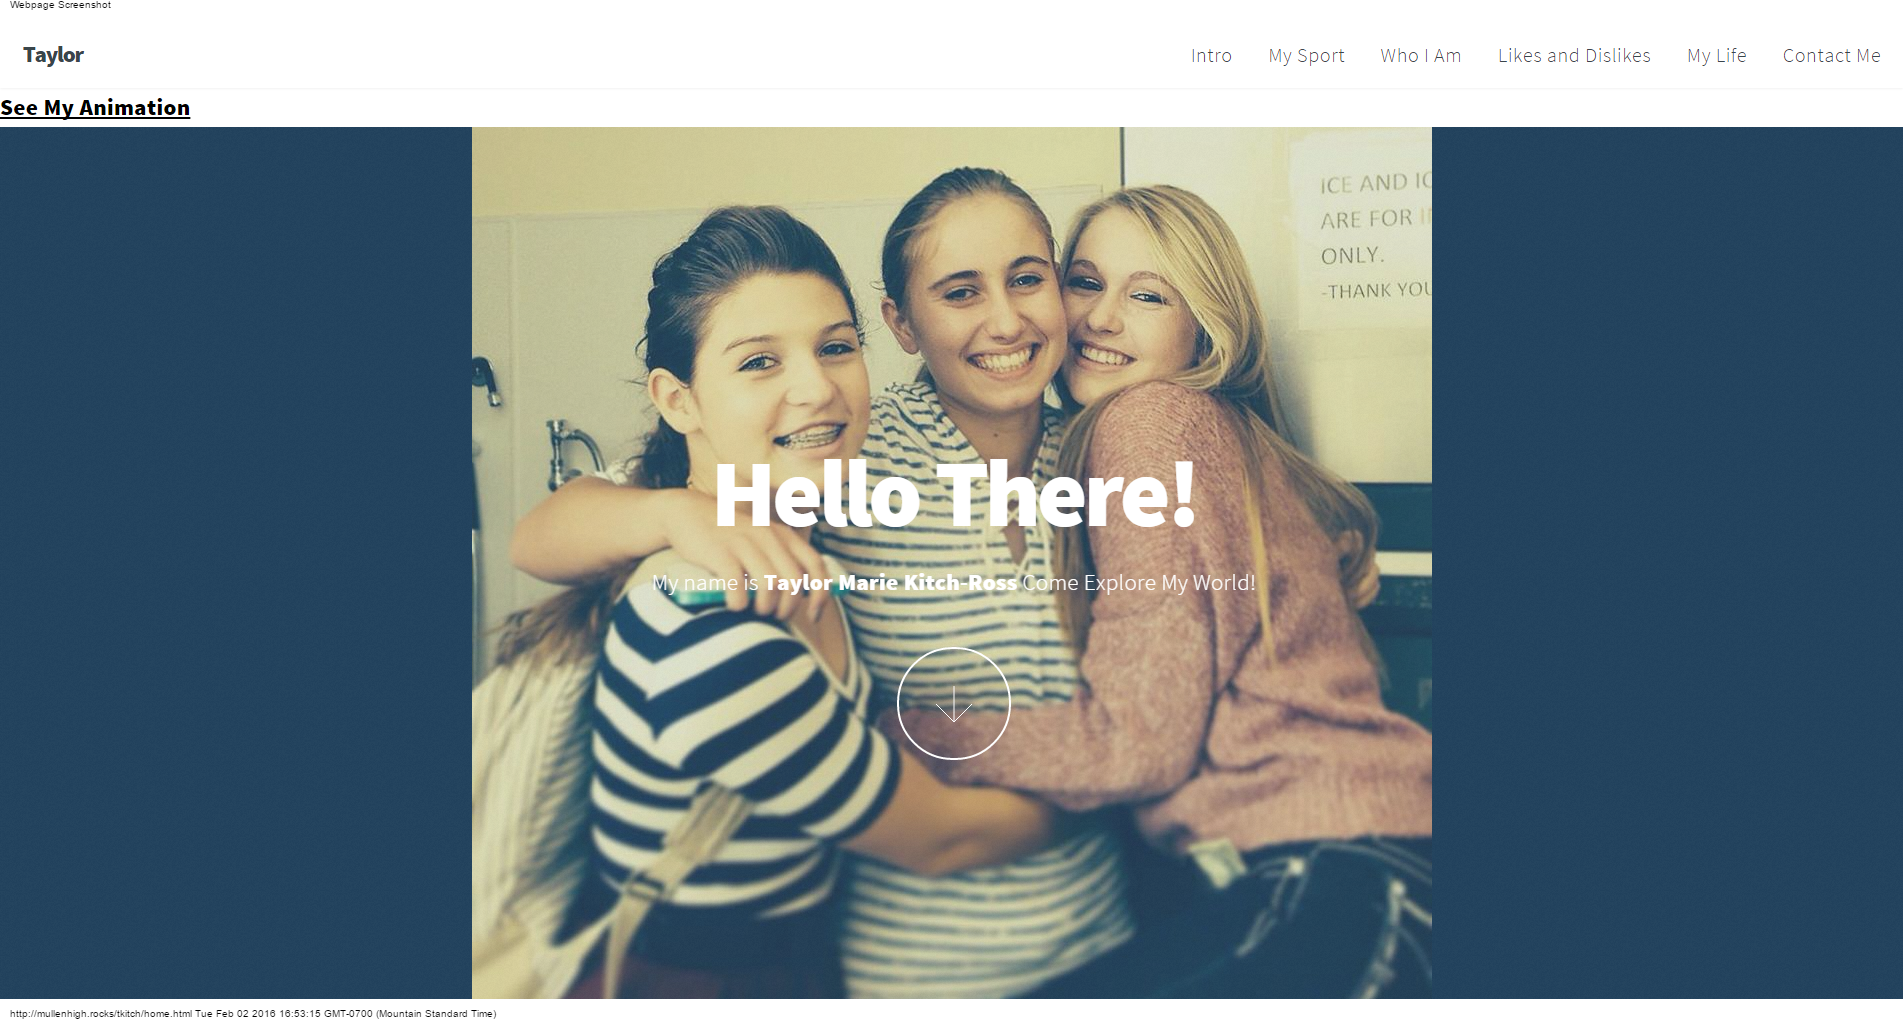 Webpage Screenshot
Taylor
Intro My Sport Who I Am Likes and Dislikes My Life Contact Me
See My Animation
ICE AND
ARE FOR
ONLY.
-THANK YOU
Hello There!
My name is Taylor Marie Kitch-Ross Come Explore My World!
http://mullenhigh.rocks/tkitch/home.html Tue Feb 02 2016 16:53:15 GMT-0700 (Mountain Standard Time)